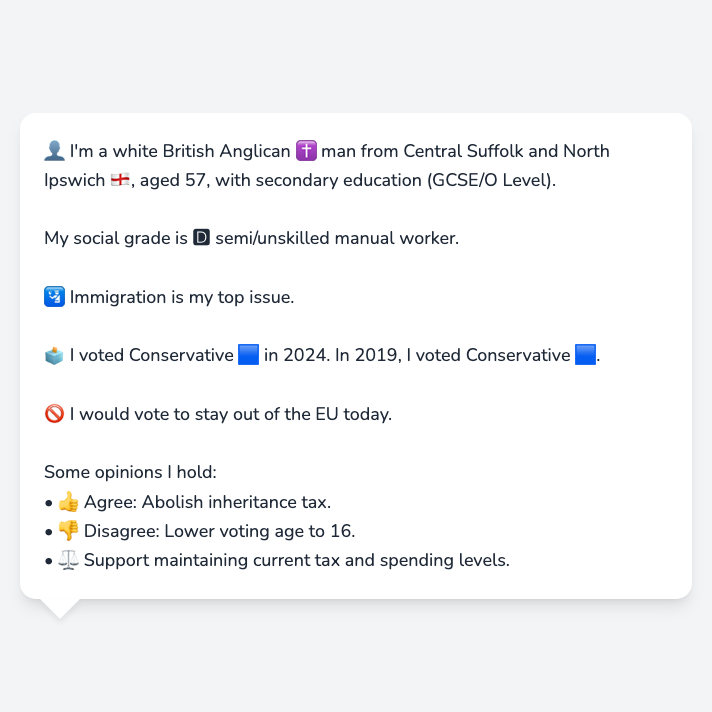 👤 I'm a white British Anglican ✝️ man from Central Suffolk and North
Ipswich 🏴󠁧󠁢󠁥󠁮󠁧󠁿, aged 57, with secondary education (GCSE/O Level).
My social grade is 🅳 semi/unskilled manual worker.
🛂 Immigration is my top issue.
🗳️ I voted Conservative 🟦 in 2024. In 2019, I voted Conservative 🟦.
🚫 I would vote to stay out of the EU today.
Some opinions I hold:
• 👍 Agree: Abolish inheritance tax.
• 👎 Disagree: Lower voting age to 16.
• ⚖️ Support maintaining current tax and spending levels.